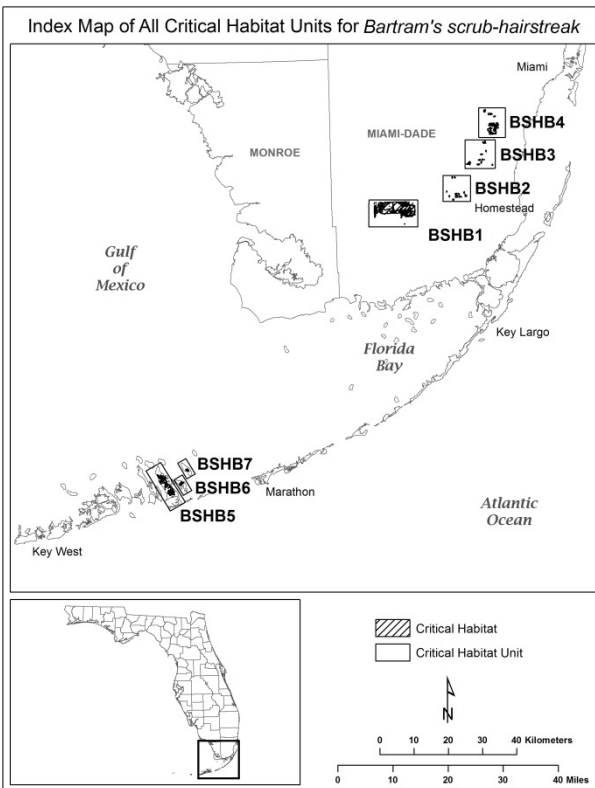 Index Map of All Critical Habitat Units for Bartram's scrub-hairstreak
Miami
BSHB4
MIAMI-DADE
BSHB3
MONROE
BSHB2
Homestead
BSHB1
Gulf
of
Mexico
Key Largo
Florida
Bay
BSHB7
BSHB6
Marathon
BSHB5
Atlantic
Ocean
Key West
Critical Habitat
Critical Habitat Unit
N
0 10 20 30 40 Kilometers
0 10 20 30 40 Miles